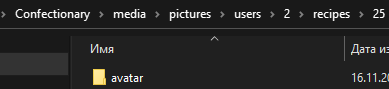 › Confectionary › media › pictures › users › 2 › recipes › 25
Имя
Дата из
avatar
16.11.20